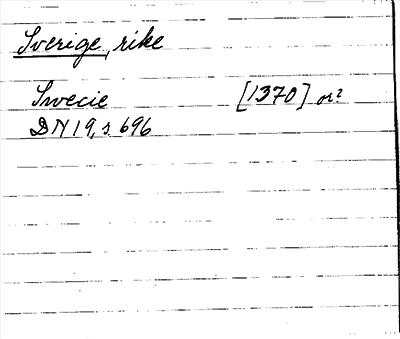 Sverige, rike
Swecie [1370] or?
DN 19, s 696